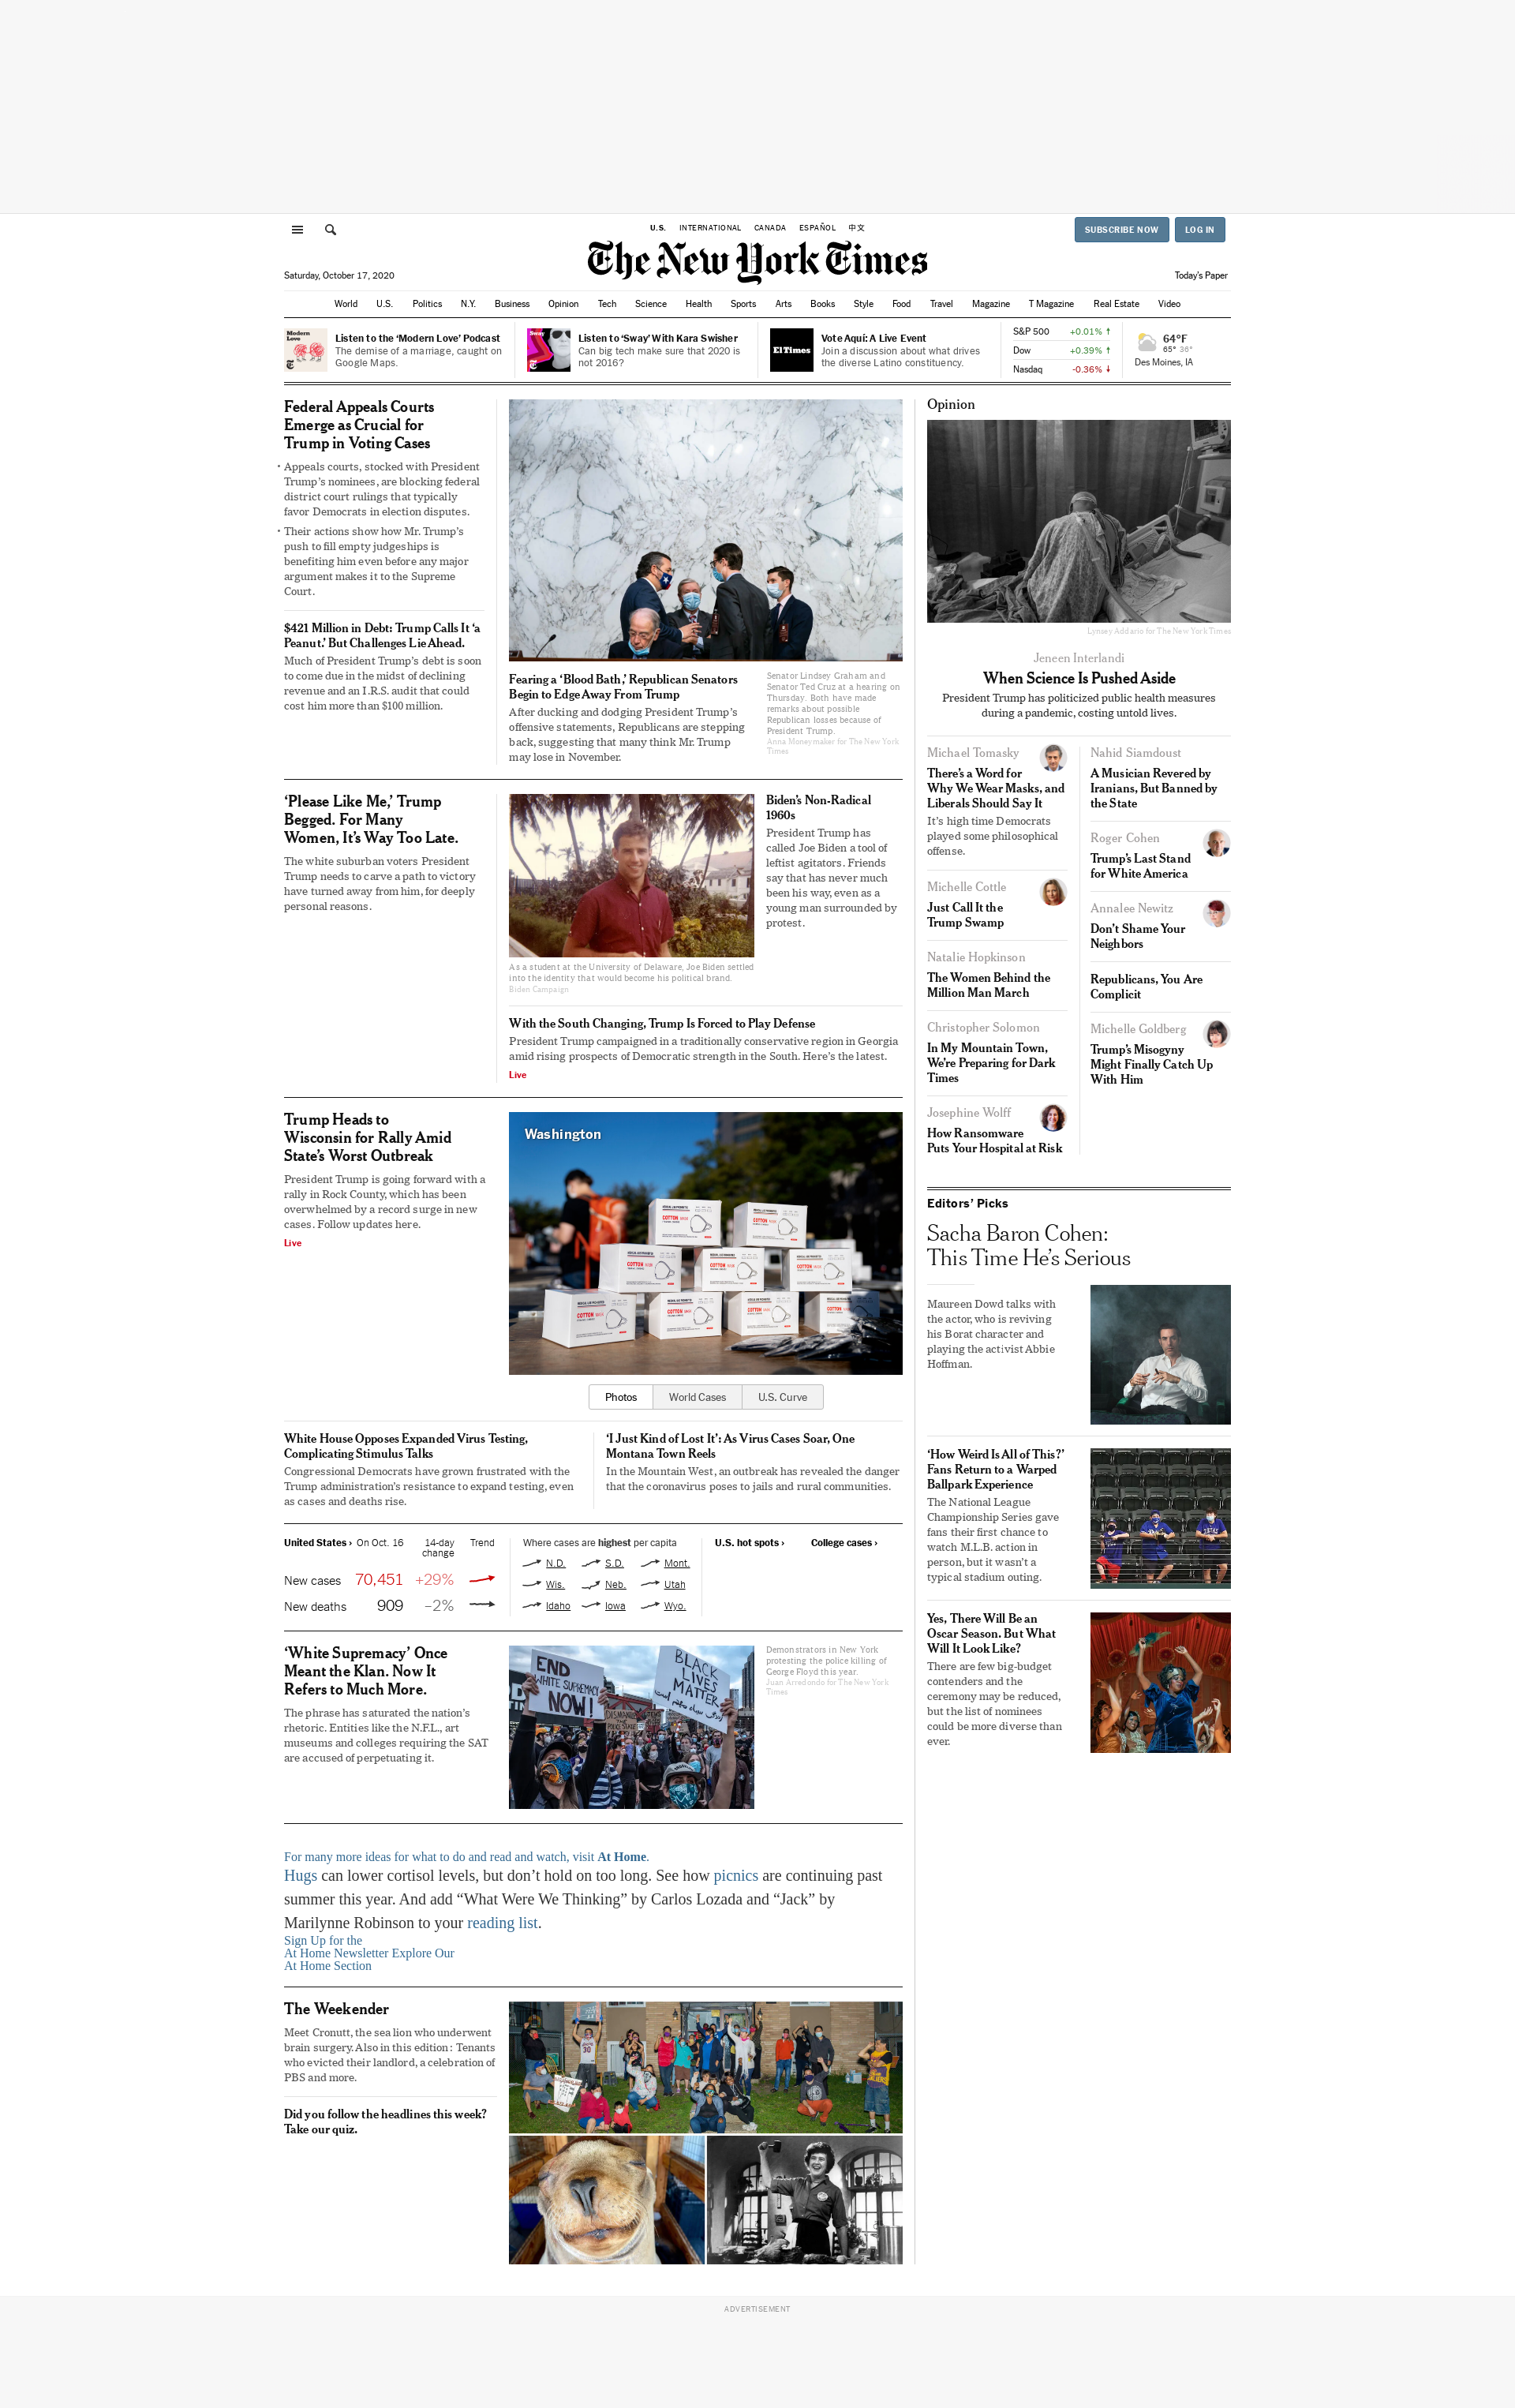 U.S. INTERNATIONAL CANADA ESPAÑOL 中文
SUBSCRIBE NOW LOG IN
The New York Times
Saturday, October 17, 2020
Today's Paper
World U.S. Politics N.Y. Business Opinion Tech Science Health Sports Arts Books Style Food Travel Magazine T Magazine Real Estate Video
Modern Love
Listen to the ‘Modern Love’ Podcast
The demise of a marriage, caught on
Google Maps.
Sway
Listen to ‘Sway’ With Kara Swisher
Can big tech make sure that 2020 is
not 2016?
El Times
Vote Aquí: A Live Event
Join a discussion about what drives
the diverse Latino constituency.
S&P 500 +0.01%
Dow +0.39%
Nasdaq -0.36%
64°F
65° 36°
Des Moines, IA
Federal Appeals Courts
Emerge as Crucial for
Trump in Voting Cases
• Appeals courts, stocked with President
Trump’s nominees, are blocking federal
district court rulings that typically
favor Democrats in election disputes.
• Their actions show how Mr. Trump’s
push to fill empty judgeships is
benefiting him even before any major
argument makes it to the Supreme
Court.
$421 Million in Debt: Trump Calls It ‘a
Peanut.’ But Challenges Lie Ahead.
Much of President Trump’s debt is soon
to come due in the midst of declining
revenue and an I.R.S. audit that could
cost him more than $100 million.
Fearing a ‘Blood Bath,’ Republican Senators
Begin to Edge Away From Trump
After ducking and dodging President Trump’s
offensive statements, Republicans are stepping
back, suggesting that many think Mr. Trump
may lose in November.
Senator Lindsey Graham and
Senator Ted Cruz at a hearing on
Thursday. Both have made
remarks about possible
Republican losses because of
President Trump.
Anna Moneymaker for The New York
Times
‘Please Like Me,’ Trump
Begged. For Many
Women, It’s Way Too Late.
The white suburban voters President
Trump needs to carve a path to victory
have turned away from him, for deeply
personal reasons.
As a student at the University of Delaware, Joe Biden settled
into the identity that would become his political brand.
Biden Campaign
Biden’s Non-Radical
1960s
President Trump has
called Joe Biden a tool of
leftist agitators. Friends
say that has never much
been his way, even as a
young man surrounded by
protest.
With the South Changing, Trump Is Forced to Play Defense
President Trump campaigned in a traditionally conservative region in Georgia
amid rising prospects of Democratic strength in the South. Here’s the latest.
Live
Trump Heads to
Wisconsin for Rally Amid
State’s Worst Outbreak
President Trump is going forward with a
rally in Rock County, which has been
overwhelmed by a record surge in new
cases. Follow updates here.
Live
Washington
COTTON MASK
Photos World Cases U.S. Curve
White House Opposes Expanded Virus Testing,
Complicating Stimulus Talks
Congressional Democrats have grown frustrated with the
Trump administration’s resistance to expand testing, even
as cases and deaths rise.
‘I Just Kind of Lost It’: As Virus Cases Soar, One
Montana Town Reels
In the Mountain West, an outbreak has revealed the danger
that the coronavirus poses to jails and rural communities.
United States › On Oct. 16 14-day change Trend
New cases 70,451 +29%
New deaths 909 –2%
Where cases are highest per capita
N.D. S.D. Mont.
Wis. Neb. Utah
Idaho Iowa Wyo.
U.S. hot spots ›
College cases ›
‘White Supremacy’ Once
Meant the Klan. Now It
Refers to Much More.
The phrase has saturated the nation’s
rhetoric. Entities like the N.F.L., art
museums and colleges requiring the SAT
are accused of perpetuating it.
END
WHITE SUPREMACY
NOW!
BLACK
LIVES
MATTER
Demonstrators in New York
protesting the police killing of
George Floyd this year.
Juan Arredondo for The New York
Times
For many more ideas for what to do and read and watch, visit At Home.
Hugs can lower cortisol levels, but don’t hold on too long. See how picnics are continuing past
summer this year. And add “What Were We Thinking” by Carlos Lozada and “Jack” by
Marilynne Robinson to your reading list.
Sign Up for the
At Home Newsletter Explore Our
At Home Section
The Weekender
Meet Cronutt, the sea lion who underwent
brain surgery. Also in this edition: Tenants
who evicted their landlord, a celebration of
PBS and more.
Did you follow the headlines this week?
Take our quiz.
30
Opinion
Lynsey Addario for The New York Times
Jeneen Interlandi
When Science Is Pushed Aside
President Trump has politicized public health measures
during a pandemic, costing untold lives.
Michael Tomasky
There’s a Word for
Why We Wear Masks, and
Liberals Should Say It
It’s high time Democrats
played some philosophical
offense.
Michelle Cottle
Just Call It the
Trump Swamp
Natalie Hopkinson
The Women Behind the
Million Man March
Christopher Solomon
In My Mountain Town,
We’re Preparing for Dark
Times
Josephine Wolff
How Ransomware
Puts Your Hospital at Risk
Nahid Siamdoust
A Musician Revered by
Iranians, But Banned by
the State
Roger Cohen
Trump’s Last Stand
for White America
Annalee Newitz
Don’t Shame Your
Neighbors
Republicans, You Are
Complicit
Michelle Goldberg
Trump’s Misogyny
Might Finally Catch Up
With Him
Editors’ Picks
Sacha Baron Cohen:
This Time He’s Serious
Maureen Dowd talks with
the actor, who is reviving
his Borat character and
playing the activist Abbie
Hoffman.
‘How Weird Is All of This?’
Fans Return to a Warped
Ballpark Experience
The National League
Championship Series gave
fans their first chance to
watch M.L.B. action in
person, but it wasn’t a
typical stadium outing.
Yes, There Will Be an
Oscar Season. But What
Will It Look Like?
There are few big-budget
contenders and the
ceremony may be reduced,
but the list of nominees
could be more diverse than
ever.
ADVERTISEMENT